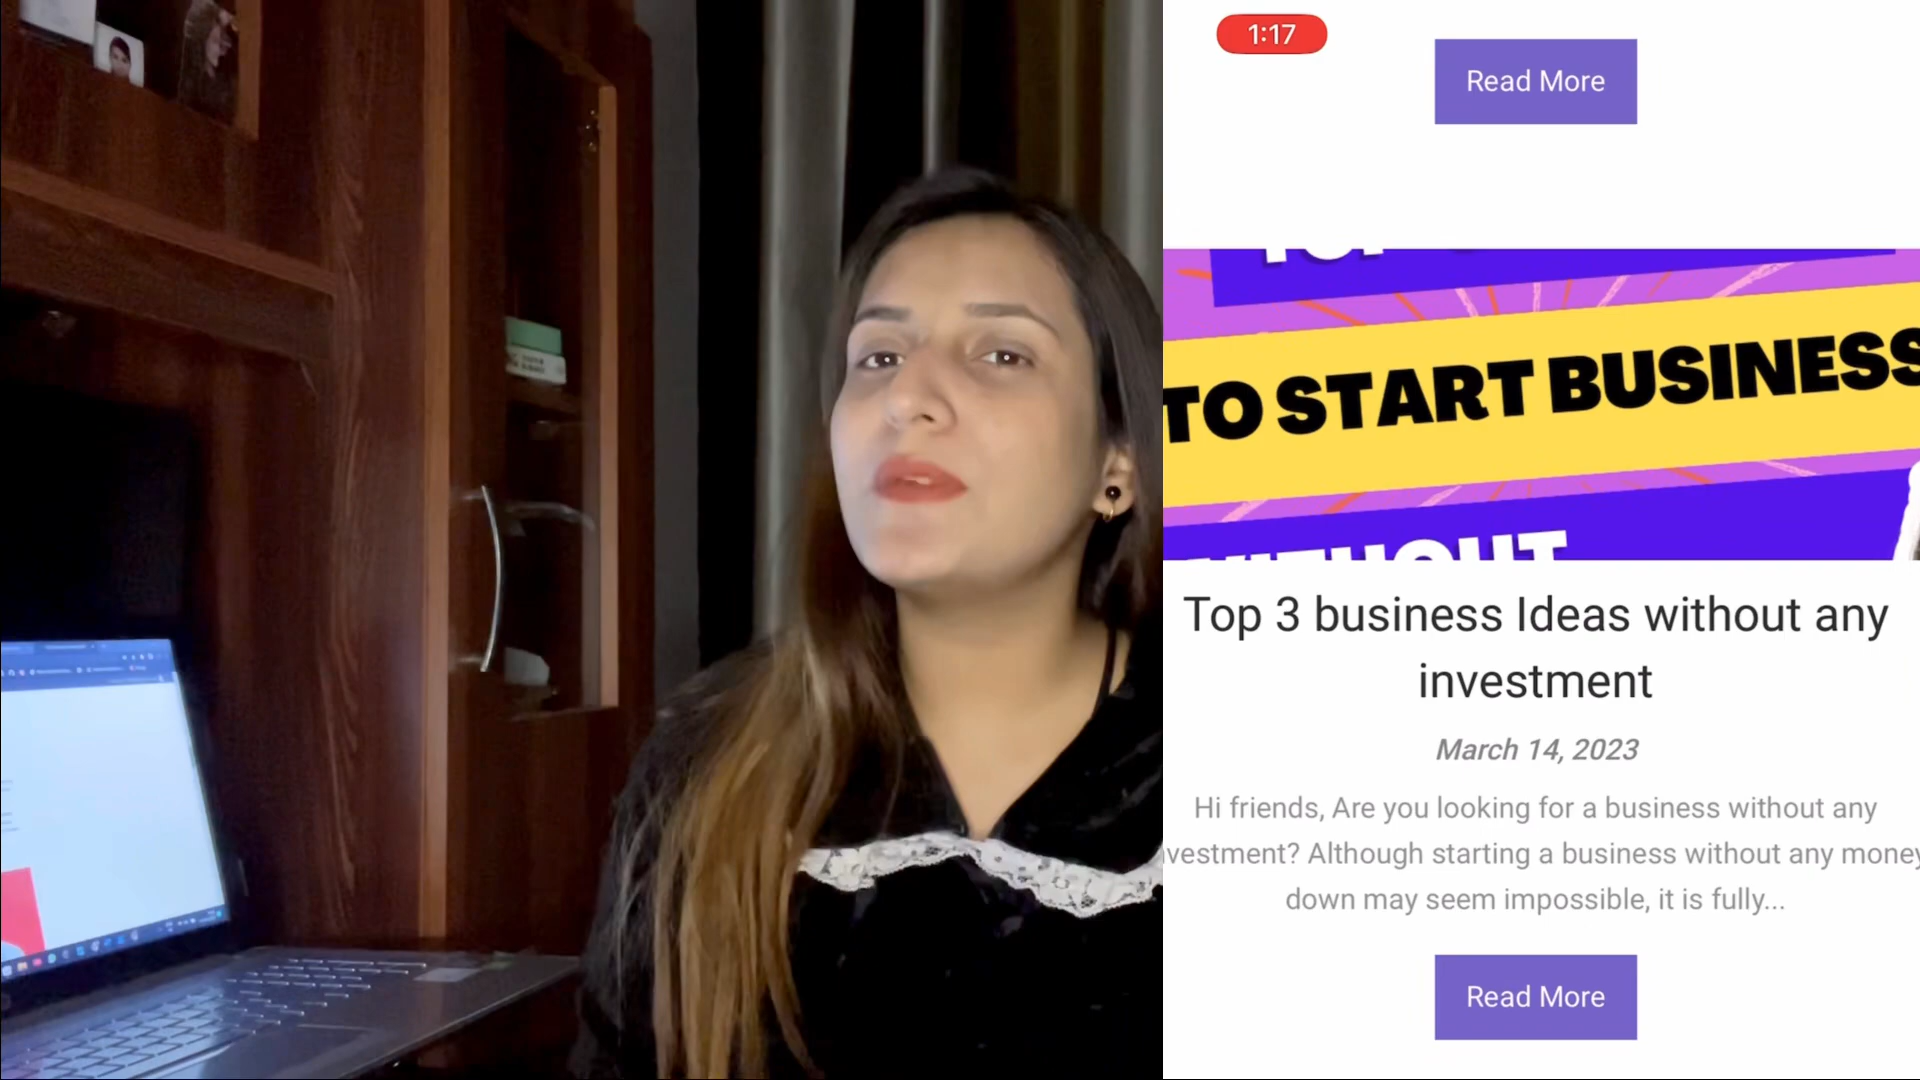 1:17
Read More
TO START BUSINESS
WITHOUT
Top 3 business Ideas without any
investment
March 14, 2023
Hi friends, Are you looking for a business without any
vestment? Although starting a business without any money
down may seem impossible, it is fully...
Read More